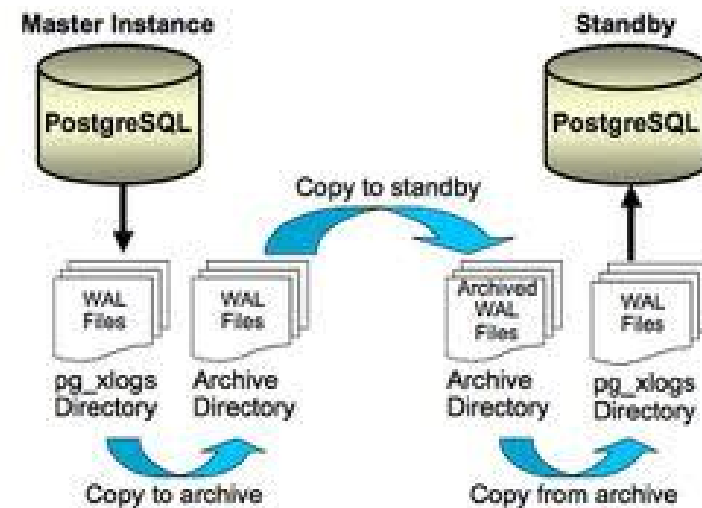 Master Instance
Standby
PostgreSQL
PostgreSQL
Copy to standby
WAL
Files
WAL
Files
Archived
WAL
Files
WAL
Files
pg_xlogs
Directory
Archive
Directory
Archive
Directory
pg_xlogs
Directory
Copy to archive
Copy from archive